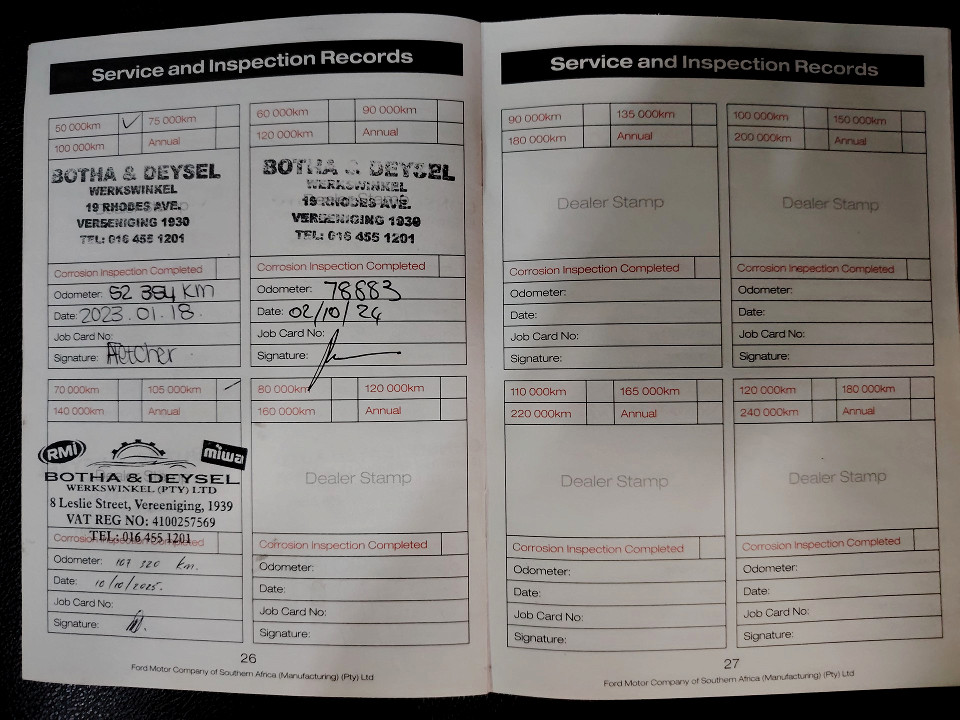 Service and Inspection Records
50 000km ✓ 75 000km
100 000km Annual
BOTHA & DEYSEL
WERKSWINKEL
19 RHODES AVE.
VEREENIGING 1930
TEL: 016 455 1201
Corrosion Inspection Completed
Odometer: 52 354 KM
Date: 2023.01.18.
Job Card No:
Signature:
60 000km 90 000km
120 000km Annual
BOTHA & DEYSEL
WERKSWINKEL
19 RHODES AVE.
VEREENIGING 1930
TEL: 016 455 1201
Corrosion Inspection Completed
Odometer: 78683
Date: 02/10/24
Job Card No:
Signature:
70 000km 105 000km
140 000km Annual
RMI
miwa
Dealer Stamp
BOTHA & DEYSEL
WERKSWINKEL (PTY) LTD
8 Leslie Street, Vereeniging, 1939
VAT REG NO: 4100257569
TEL: 016 455 1201
Corrosion Inspection Completed
Odometer: 107 320 km.
Date: 10/10/2025.
Job Card No:
Signature:
80 000km 120 000km
160 000km Annual
Dealer Stamp
Corrosion Inspection Completed
Odometer:
Date:
Job Card No:
Signature:
26
Ford Motor Company of Southern Africa (Manufacturing) (Pty) Ltd
Service and Inspection Records
90 000km 135 000km
180 000km Annual
Dealer Stamp
Corrosion Inspection Completed
Odometer:
Date:
Job Card No:
Signature:
100 000km 150 000km
200 000km Annual
Dealer Stamp
Corrosion Inspection Completed
Odometer:
Date:
Job Card No:
Signature:
110 000km 165 000km
220 000km Annual
Dealer Stamp
Corrosion Inspection Completed
Odometer:
Date:
Job Card No:
Signature:
120 000km 180 000km
240 000km Annual
Dealer Stamp
Corrosion Inspection Completed
Odometer:
Date:
Job Card No:
Signature:
27
Ford Motor Company of Southern Africa (Manufacturing) (Pty) Ltd